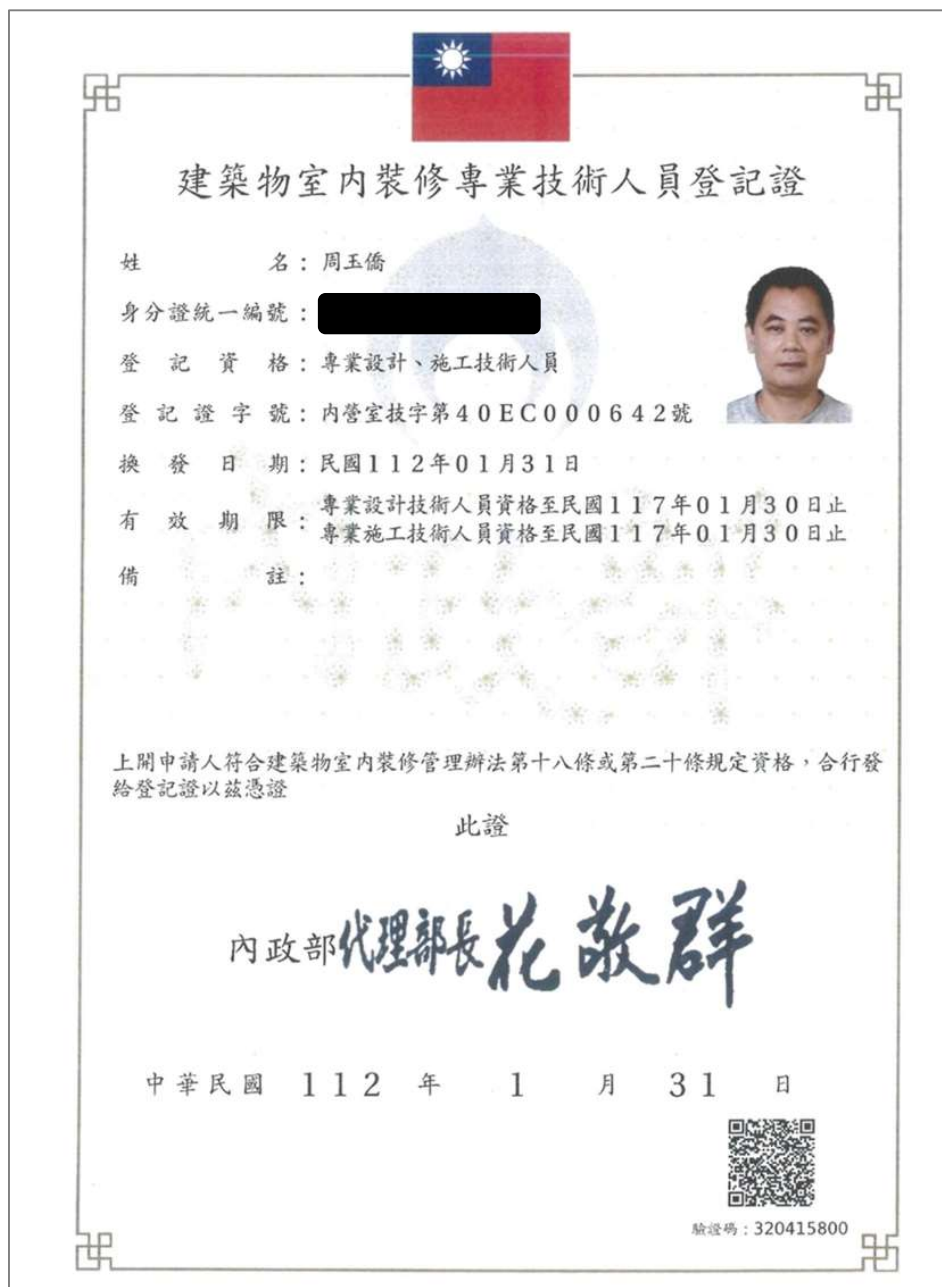 建築物室內裝修專業技術人員登記證
姓名：周玉僑
身分證統一編號：
登記資格：專業設計、施工技術人員
登記證字號：內營室技字第40EC000642號
換發日期：民國112年01月31日
有效期限：專業設計技術人員資格至民國117年01月30日止
專業施工技術人員資格至民國117年01月30日止
備註：
內政部
上開申請人符合建築物室內裝修管理辦法第十八條或第二十條規定資格，合行發
給登記證以茲憑證
此證
內政部代理部長花敬群
中華民國 112 年 1 月 31 日
驗證碼：320415800